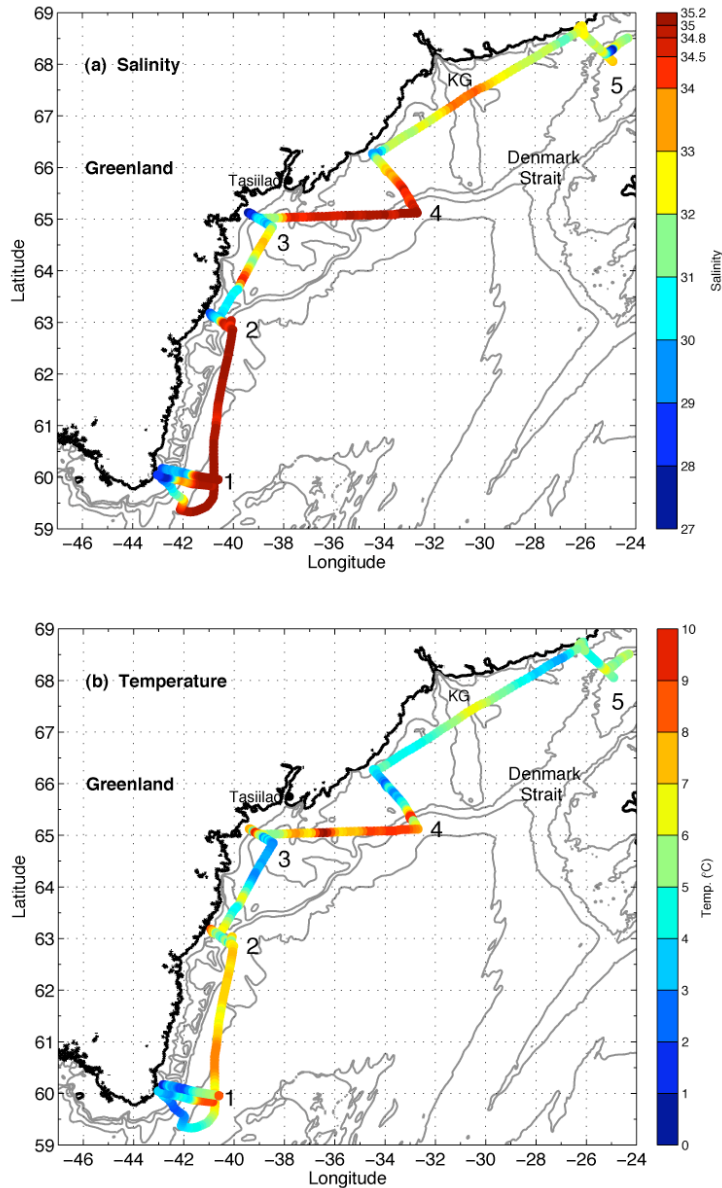 (a) Salinity
Greenland
Tasiilaq
KG
Denmark
Strait
1
2
3
4
5
69
68
67
66
65
64
63
62
61
60
59
Latitude
−46 −44 −42 −40 −38 −36 −34 −32 −30 −28 −26 −24
Longitude
35.2
35
34.8
34.5
34
33
32
31
30
29
28
27
Salinity
(b) Temperature
Greenland
Tasiilaq
KG
Denmark
Strait
1
2
3
4
5
69
68
67
66
65
64
63
62
61
60
59
Latitude
−46 −44 −42 −40 −38 −36 −34 −32 −30 −28 −26 −24
Longitude
10
9
8
7
6
5
4
3
2
1
0
Temp. (°C)